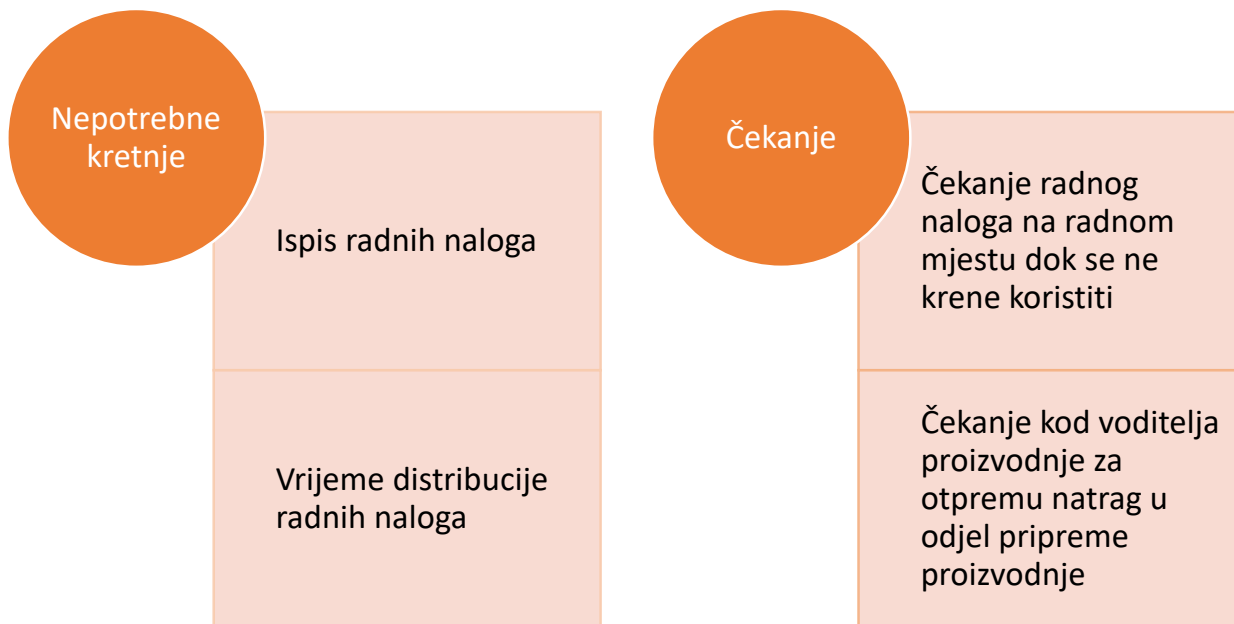 Nepotrebne
kretnje
Ispis radnih naloga
Vrijeme distribucije
radnih naloga
Čekanje
Čekanje radnog
naloga na radnom
mjestu dok se ne
krene koristiti
Čekanje kod voditelja
proizvodnje za
otpremu natrag u
odjel pripreme
proizvodnje